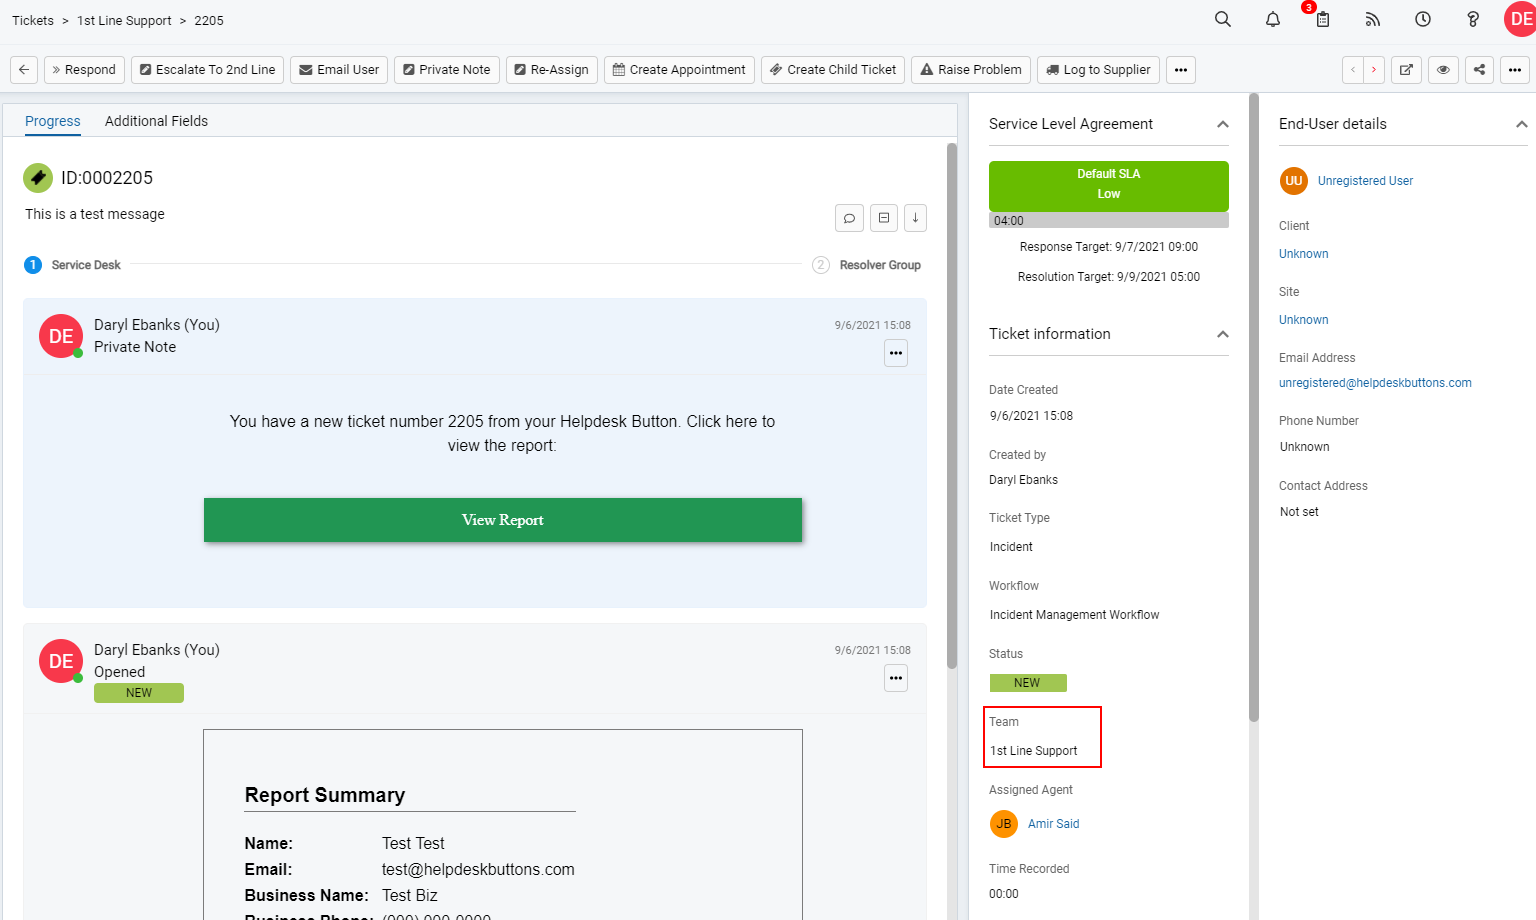 Tickets > 1st Line Support > 2205
3
DE
Respond
Escalate To 2nd Line
Email User
Private Note
Re-Assign
Create Appointment
Create Child Ticket
Raise Problem
Log to Supplier
Progress
Additional Fields
ID:0002205
This is a test message
1 Service Desk
2 Resolver Group
DE
Daryl Ebanks (You)
9/6/2021 15:08
Private Note
You have a new ticket number 2205 from your Helpdesk Button. Click here to
view the report:
View Report
DE
Daryl Ebanks (You)
9/6/2021 15:08
Opened
NEW
Report Summary
Name: Test Test
Email: test@helpdeskbuttons.com
Business Name: Test Biz
Business Phone: (000) 000-0000
Service Level Agreement
Default SLA
Low
04:00
Response Target: 9/7/2021 09:00
Resolution Target: 9/9/2021 05:00
Ticket information
Date Created
9/6/2021 15:08
Created by
Daryl Ebanks
Ticket Type
Incident
Workflow
Incident Management Workflow
Status
NEW
Team
1st Line Support
Assigned Agent
JB Amir Said
Time Recorded
00:00
End-User details
UU Unregistered User
Client
Unknown
Site
Unknown
Email Address
unregistered@helpdeskbuttons.com
Phone Number
Unknown
Contact Address
Not set